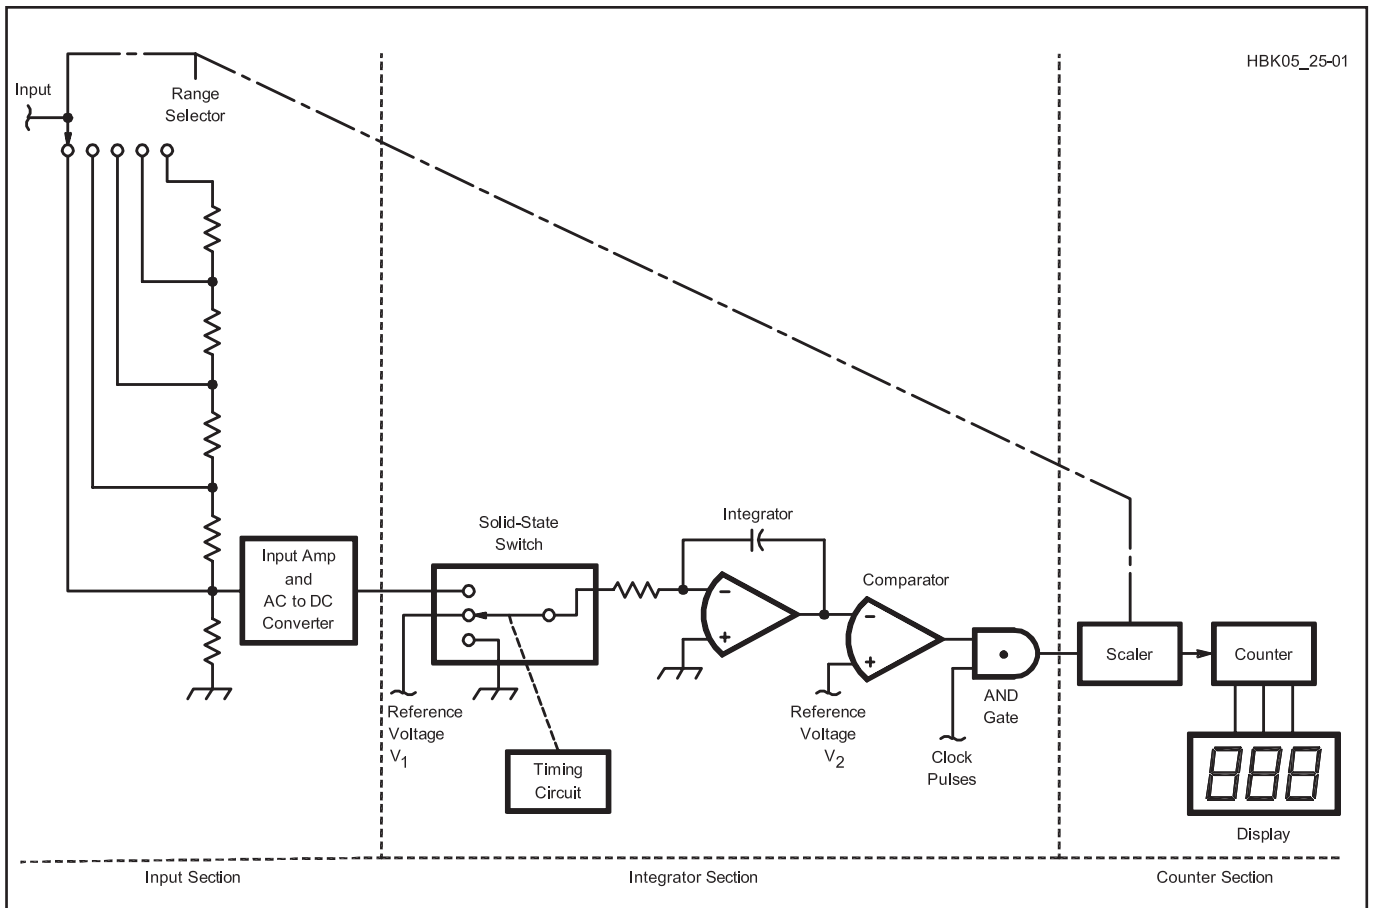 HBK05_25-01
Input
Range
Selector
Solid-State
Switch
Integrator
Input Amp
and
AC to DC
Converter
Comparator
−
+
−
+
Scaler
Counter
AND
Gate
Reference
Voltage
V1
Reference
Voltage
V2
Clock
Pulses
Timing
Circuit
888
Display
Input Section
Integrator Section
Counter Section